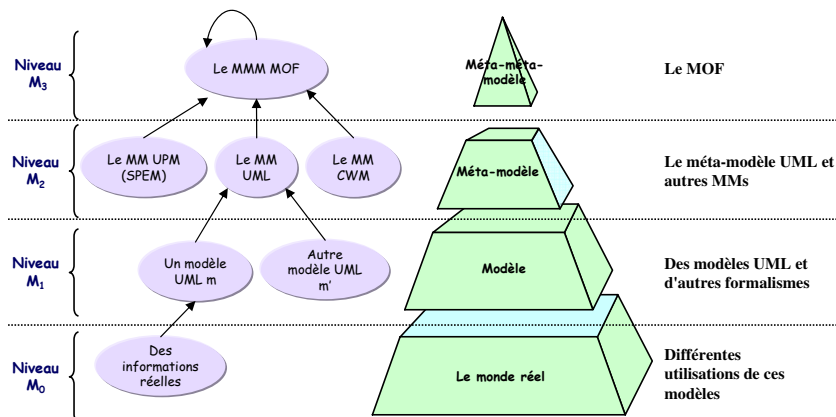 Niveau
M₃
Le MMM MOF
Méta-méta-
modèle
Le MOF
Niveau
M₂
Le MM UPM
(SPEM)
Le MM
UML
Le MM
CWM
Méta-modèle
Le méta-modèle UML et
autres MMs
Niveau
M₁
Un modèle
UML m
Autre
modèle UML
m'
Modèle
Des modèles UML et
d'autres formalismes
Niveau
M₀
Des
informations
réelles
Le monde réel
Différentes
utilisations de ces
modèles